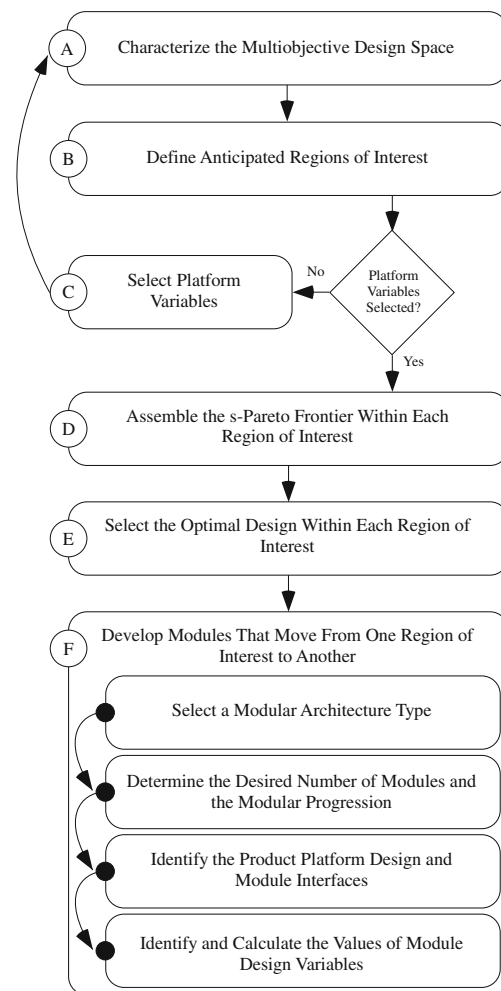 A
Characterize the Multiobjective Design Space
B
Define Anticipated Regions of Interest
C
Select Platform
Variables
No
Platform
Variables
Selected?
Yes
D
Assemble the s-Pareto Frontier Within Each
Region of Interest
E
Select the Optimal Design Within Each Region of
Interest
F
Develop Modules That Move From One Region of
Interest to Another
Select a Modular Architecture Type
Determine the Desired Number of Modules and
the Modular Progression
Identify the Product Platform Design and
Module Interfaces
Identify and Calculate the Values of Module
Design Variables